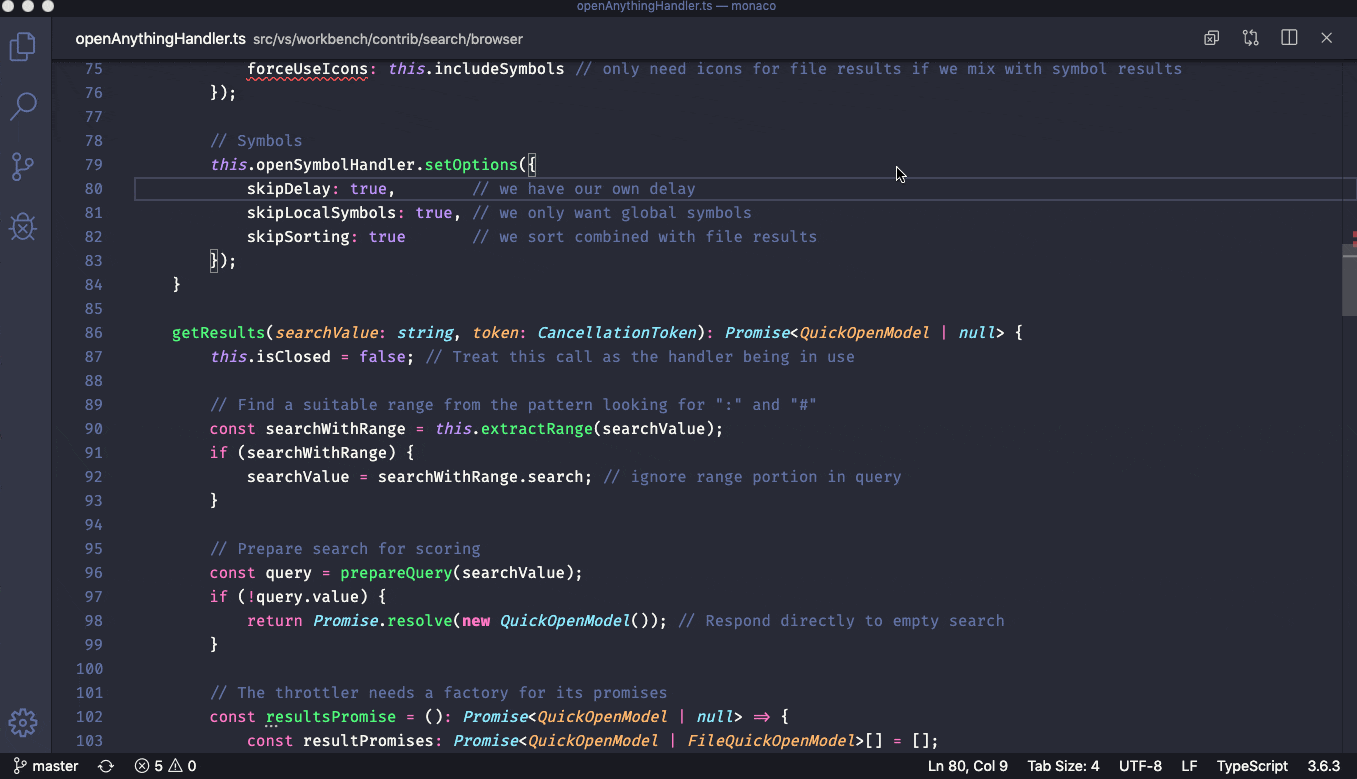 openAnythingHandler.ts — monaco
openAnythingHandler.ts src/vs/workbench/contrib/search/browser
75 forceUseIcons: this.includeSymbols // only need icons for file results if we mix with symbol results
76 });
77
78 // Symbols
79 this.openSymbolHandler.setOptions({
80 skipDelay: true, // we have our own delay
81 skipLocalSymbols: true, // we only want global symbols
82 skipSorting: true // we sort combined with file results
83 });
84 }
85
86 getResults(searchValue: string, token: CancellationToken): Promise<QuickOpenModel | null> {
87 this.isClosed = false; // Treat this call as the handler being in use
88
89 // Find a suitable range from the pattern looking for ":" and "#"
90 const searchWithRange = this.extractRange(searchValue);
91 if (searchWithRange) {
92 searchValue = searchWithRange.search; // ignore range portion in query
93 }
94
95 // Prepare search for scoring
96 const query = prepareQuery(searchValue);
97 if (!query.value) {
98 return Promise.resolve(new QuickOpenModel()); // Respond directly to empty search
99 }
100
101 // The throttler needs a factory for its promises
102 const resultsPromise = (): Promise<QuickOpenModel | null> => {
103 const resultPromises: Promise<QuickOpenModel | FileQuickOpenModel>[] = [];
master 5 0 Ln 80, Col 9 Tab Size: 4 UTF-8 LF TypeScript 3.6.3